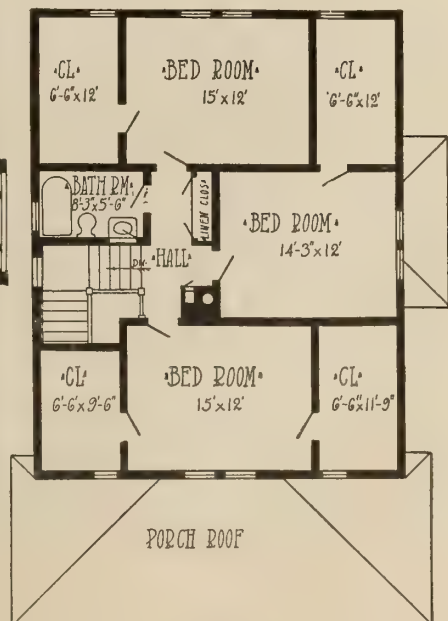 CL
6'-6"x12'
BED ROOM
15'x12'
CL
6'-6"x12'
BATH RM.
8'-3"x5'-6"
LINEN CLOS
BED ROOM
14'-3"x12'
HALL
DN.
CL
6'-6"x9'-6"
BED ROOM
15'x12'
CL
6'-6"x11'-9"
PORCH ROOF